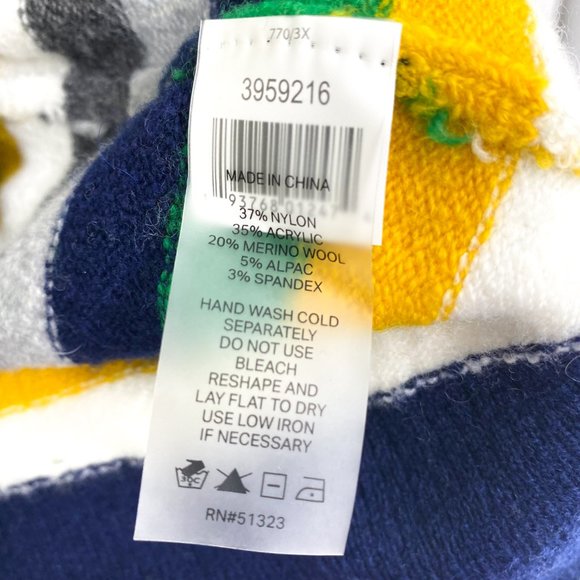 770/3X
3959216
MADE IN CHINA
37% NYLON
35% ACRYLIC
20% MERINO WOOL
5% ALPAC
3% SPANDEX
HAND WASH COLD
SEPARATELY
DO NOT USE
BLEACH
RESHAPE AND
LAY FLAT TO DRY
USE LOW IRON
IF NECESSARY
30C
RN#51323